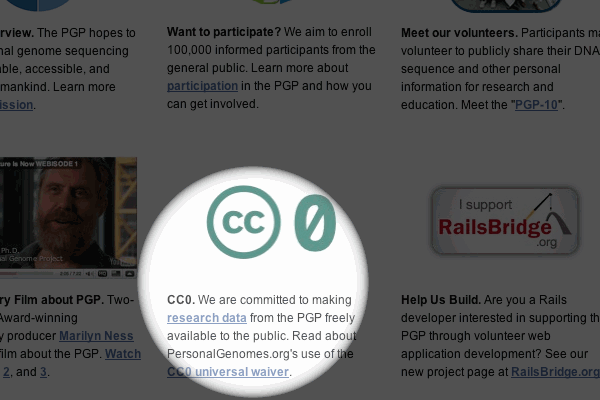 rview. The PGP hopes to
nal genome sequencing
able, accessible, and
mankind. Learn more
ission.
Want to participate? We aim to enroll
100,000 informed participants from the
general public. Learn more about
participation in the PGP and how you
can get involved.
Meet our volunteers. Participants ma
volunteer to publicly share their DNA
sequence and other personal
information for research and
education. Meet the "PGP-10".
ure Is Now WEBISODE 1
Ph.D.
nal Genome Project
ry Film about PGP. Two-
Award-winning
y producer Marilyn Ness
film about the PGP. Watch
2, and 3.
cc 0
CC0. We are committed to making
research data from the PGP freely
available to the public. Read about
PersonalGenomes.org's use of the
CC0 universal waiver.
I support
RailsBridge
.org
Help Us Build. Are you a Rails
developer interested in supporting th
PGP through volunteer web
application development? See our
new project page at RailsBridge.org